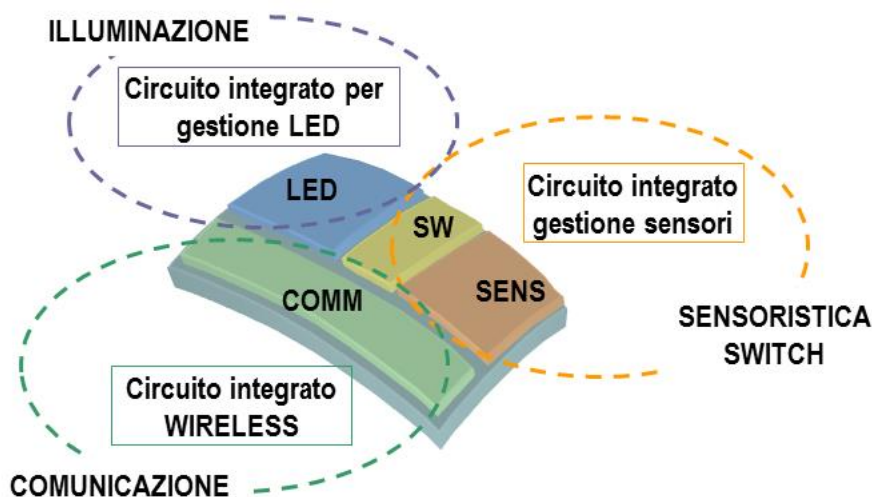 ILLUMINAZIONE
Circuito integrato per
gestione LED
LED
SW
Circuito integrato
gestione sensori
COMM
SENS
SENSORISTICA
SWITCH
Circuito integrato
WIRELESS
COMUNICAZIONE